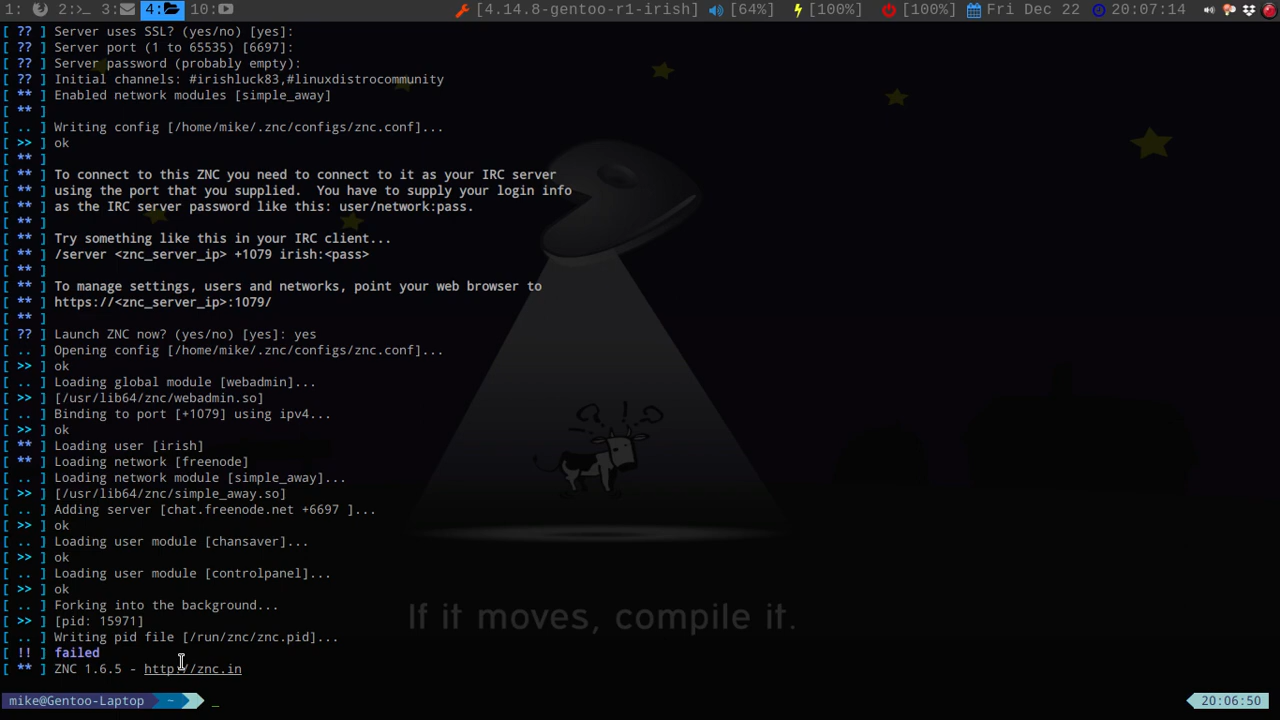 1: 2:>_ 3: 4: 10: [4.14.8-gentoo-r1-irish] [64%] [100%] [100%] Fri Dec 22 20:07:14
[ ?? ] Server uses SSL? (yes/no) [yes]:
[ ?? ] Server port (1 to 65535) [6697]:
[ ?? ] Server password (probably empty):
[ ?? ] Initial channels: #irishluck83,#linuxdistrocommunity
[ ** ] Enabled network modules [simple_away]
[ ** ]
[ .. ] Writing config [/home/mike/.znc/configs/znc.conf]...
[ >> ] ok
[ ** ]
[ ** ] To connect to this ZNC you need to connect to it as your IRC server
[ ** ] using the port that you supplied.  You have to supply your login info
[ ** ] as the IRC server password like this: user/network:pass.
[ ** ]
[ ** ] Try something like this in your IRC client...
[ ** ] /server <znc_server_ip> +1079 irish:<pass>
[ ** ]
[ ** ] To manage settings, users and networks, point your web browser to
[ ** ] https://<znc_server_ip>:1079/
[ ** ]
[ ?? ] Launch ZNC now? (yes/no) [yes]: yes
[ .. ] Opening config [/home/mike/.znc/configs/znc.conf]...
[ >> ] ok
[ .. ] Loading global module [webadmin]...
[ >> ] [/usr/lib64/znc/webadmin.so]
[ .. ] Binding to port [+1079] using ipv4...
[ >> ] ok
[ ** ] Loading user [irish]
[ ** ] Loading network [freenode]
[ .. ] Loading network module [simple_away]...
[ >> ] [/usr/lib64/znc/simple_away.so]
[ .. ] Adding server [chat.freenode.net +6697 ]...
[ >> ] ok
[ .. ] Loading user module [chansaver]...
[ >> ] ok
[ .. ] Loading user module [controlpanel]...
[ >> ] ok
[ .. ] Forking into the background...
[ >> ] [pid: 15971]
If it moves, compile it.
[ .. ] Writing pid file [/run/znc/znc.pid]...
[ !! ] failed
[ ** ] ZNC 1.6.5 - http://znc.in
mike@Gentoo-Laptop ~ _ 20:06:50